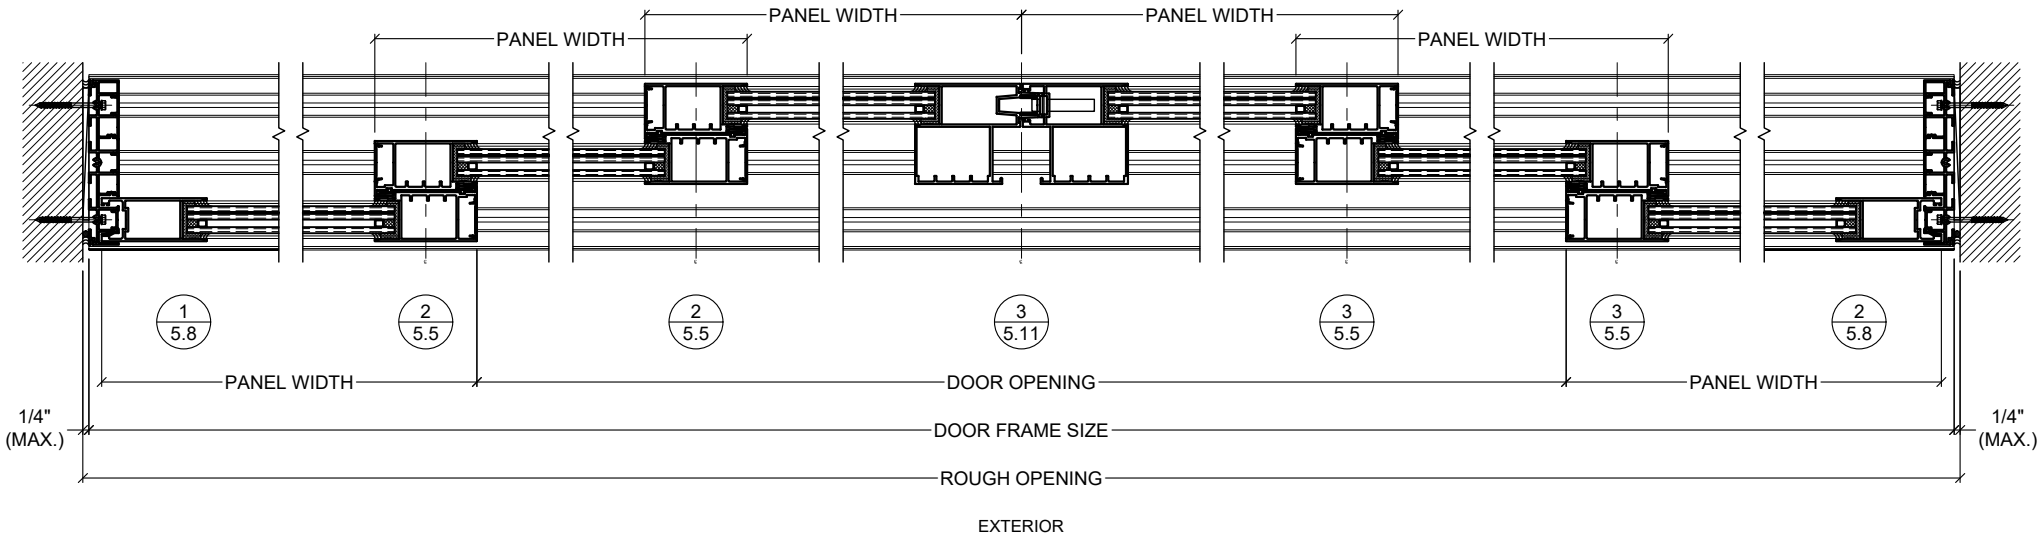 PANEL WIDTH PANEL WIDTH
PANEL WIDTH PANEL WIDTH
1 2 2 3 3 3 2
5.8 5.5 5.5 5.11 5.5 5.5 5.8
PANEL WIDTH DOOR OPENING PANEL WIDTH
1/4" 1/4"
(MAX.) DOOR FRAME SIZE (MAX.)
ROUGH OPENING
EXTERIOR